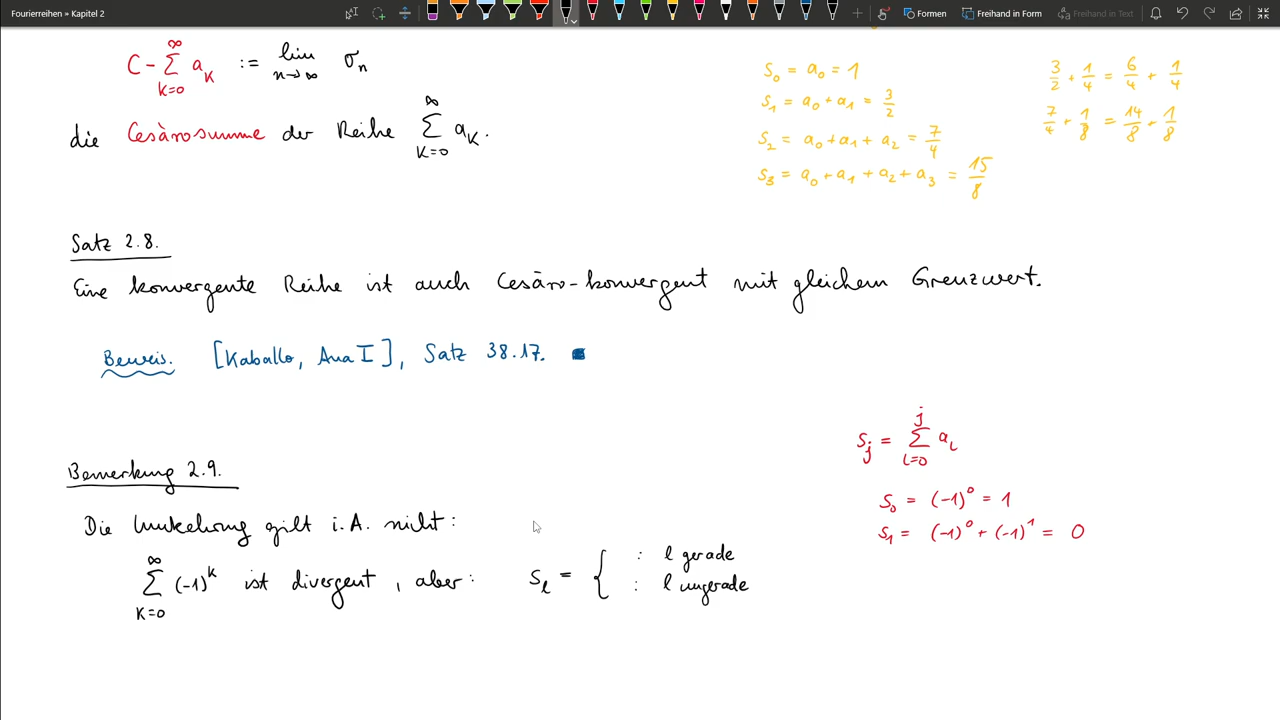 Fourierreihen » Kapitel 2
Formen
Freihand in Form
Freihand in Text
C - ∑_{k=0}^{∞} a_k := lim_{n→∞} σ_n
die Cesàrosumme der Reihe ∑_{k=0}^{∞} a_k.
s_0 = a_0 = 1
s_1 = a_0 + a_1 = 3/2
s_2 = a_0 + a_1 + a_2 = 7/4
s_3 = a_0 + a_1 + a_2 + a_3 = 15/8
3/2 + 1/4 = 6/4 + 1/4
7/4 + 1/8 = 14/8 + 1/8
Satz 2.8.
Eine konvergente Reihe ist auch Cesàro-konvergent mit gleichem Grenzwert.
Beweis. [Kaballo, Ana I], Satz 38.17. ■
Bemerkung 2.9.
Die Umkehrung gilt i.A. nicht:
∑_{k=0}^{∞} (-1)^k ist divergent, aber: s_l = { : l gerade
: l ungerade
s_j = ∑_{l=0}^{j} a_l
s_0 = (-1)^0 = 1
s_1 = (-1)^0 + (-1)^1 = 0